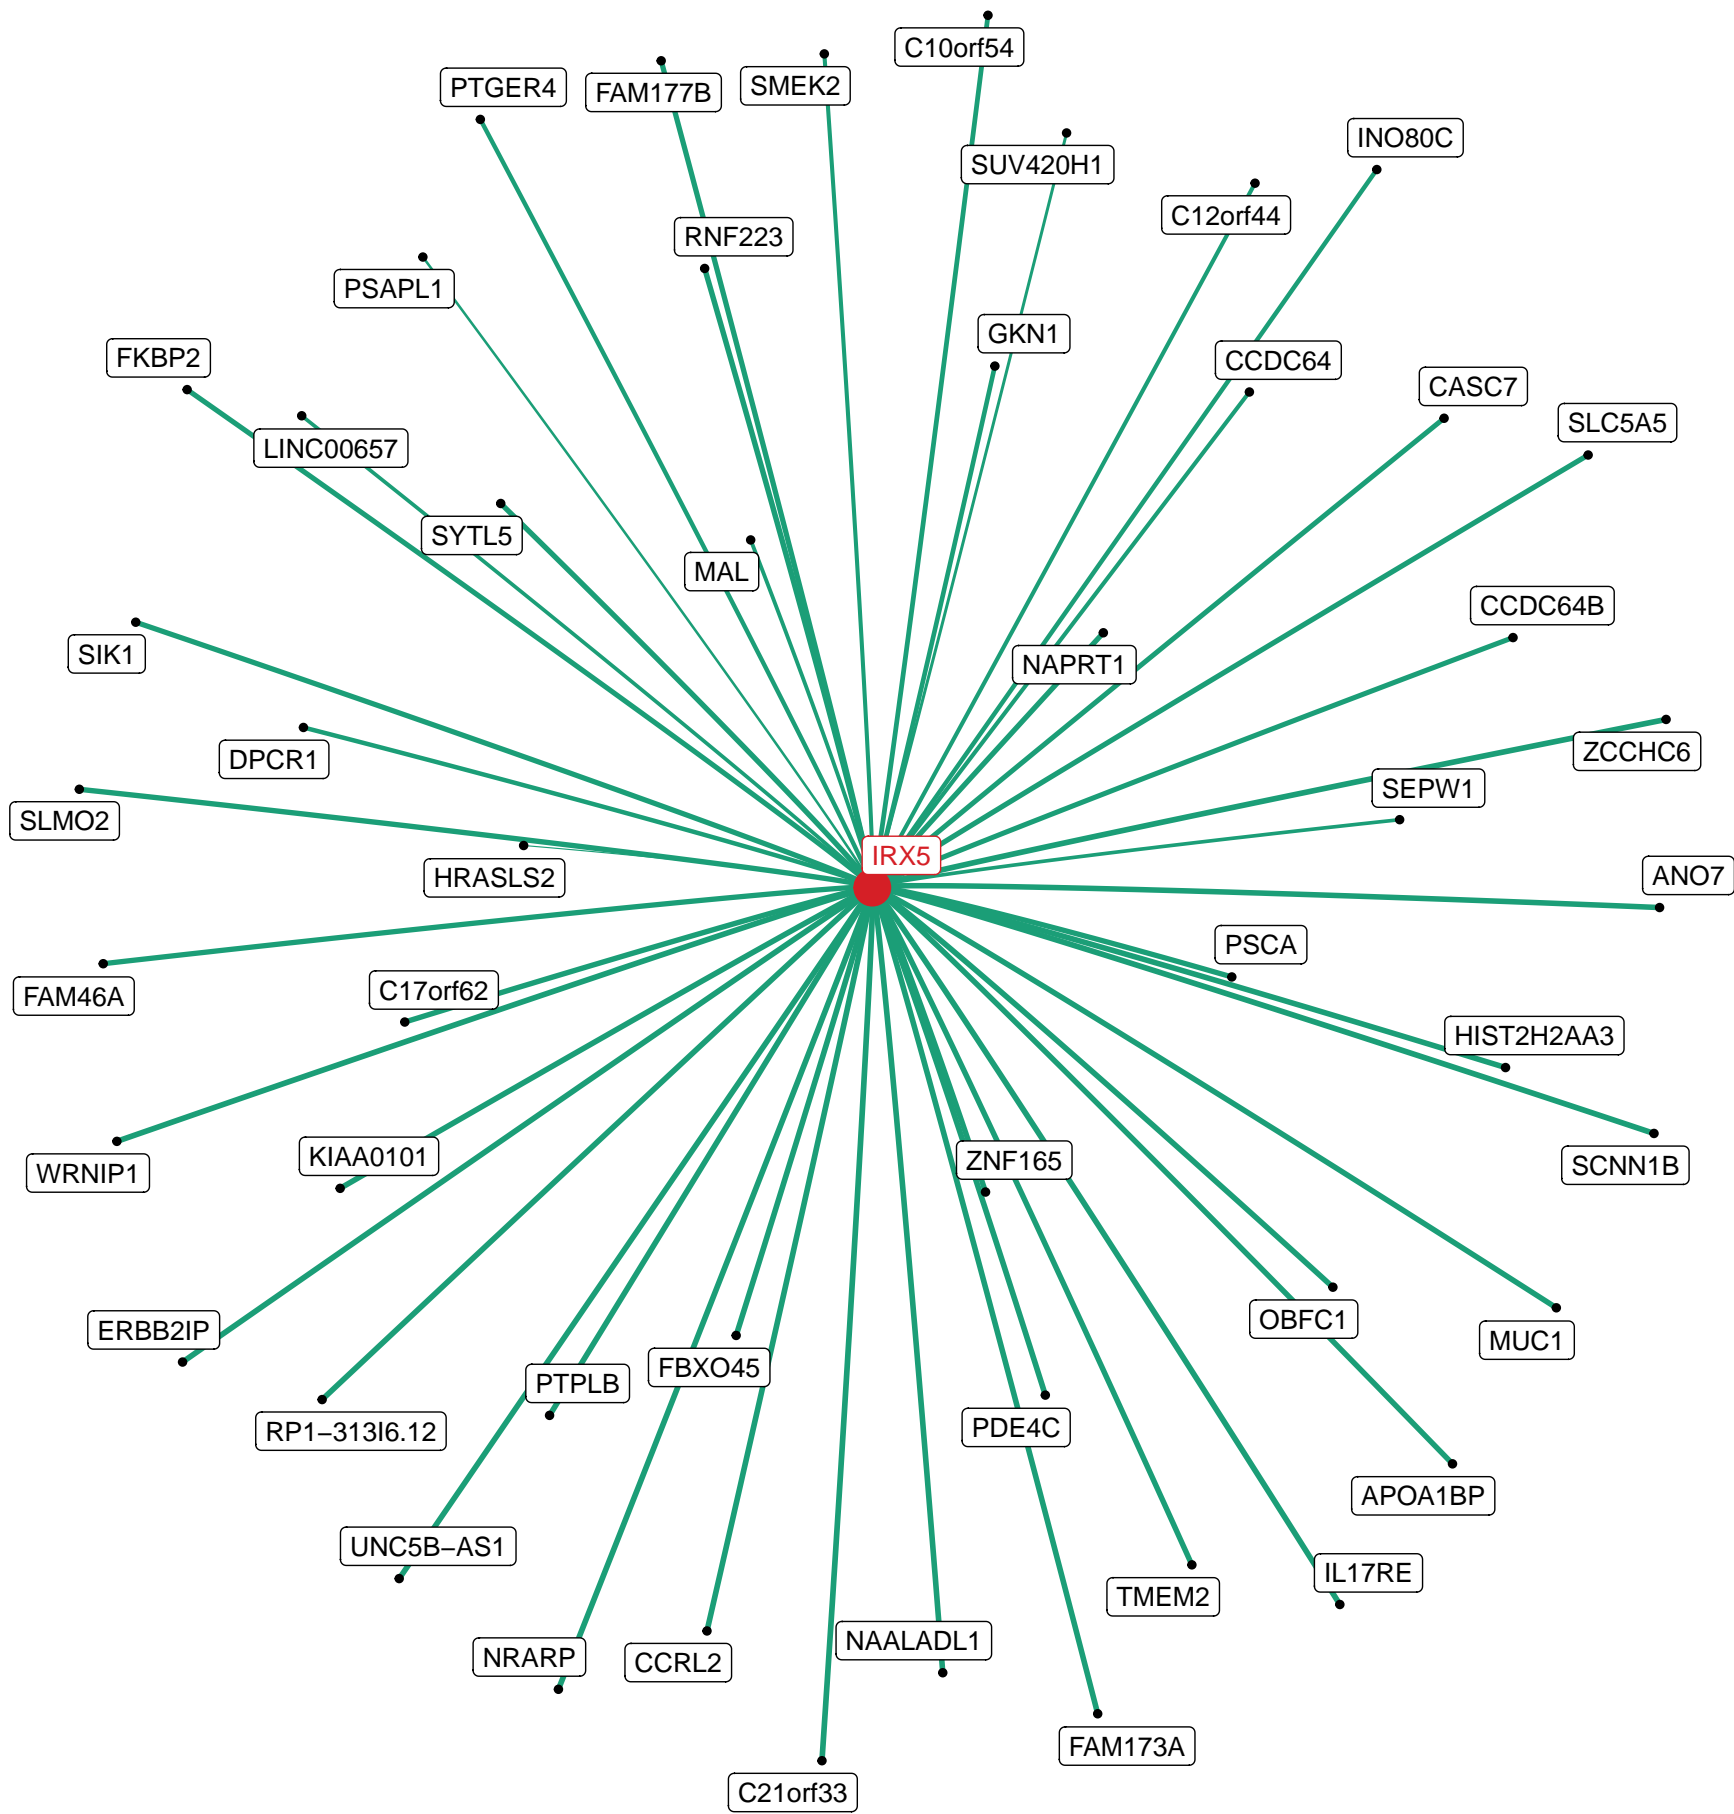 C10orf54
PTGER4
FAM177B
SMEK2
INO80C
SUV420H1
C12orf44
RNF223
PSAPL1
GKN1
FKBP2
CCDC64
CASC7
SLC5A5
LINC00657
SYTL5
MAL
CCDC64B
SIK1
NAPRT1
DPCR1
ZCCHC6
SEPW1
SLMO2
IRX5
HRASLS2
ANO7
PSCA
C17orf62
FAM46A
HIST2H2AA3
KIAA0101
ZNF165
SCNN1B
WRNIP1
OBFC1
ERBB2IP
MUC1
FBXO45
PTPLB
PDE4C
RP1−313I6.12
APOA1BP
UNC5B−AS1
IL17RE
TMEM2
NAALADL1
NRARP
CCRL2
FAM173A
C21orf33